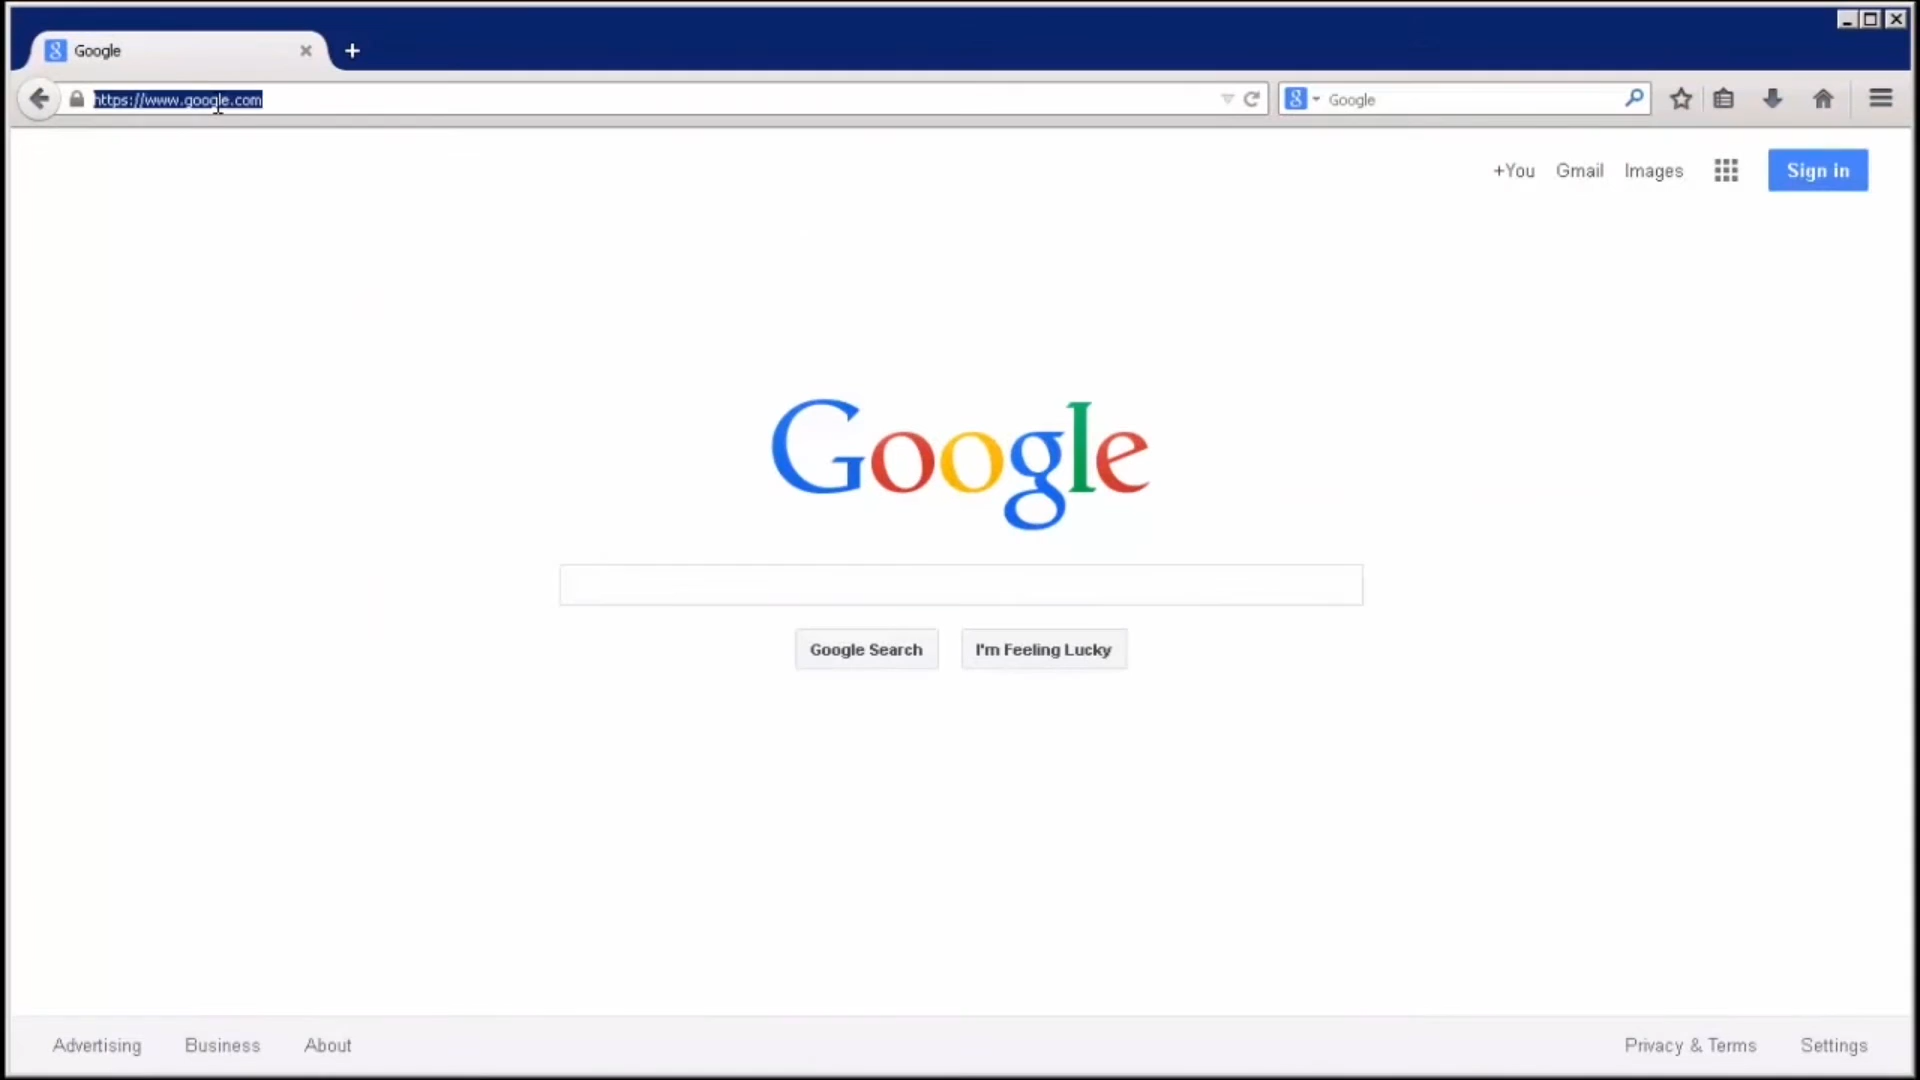 Google
https://www.google.com
Google
+You Gmail Images Sign in
Google
Google Search I'm Feeling Lucky
Advertising Business About Privacy & Terms Settings